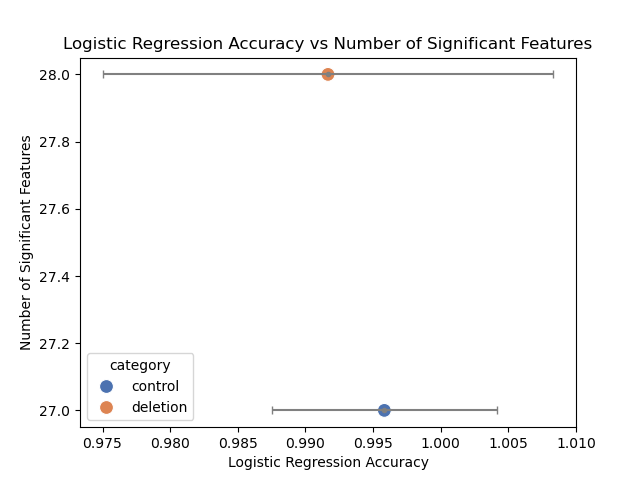 Logistic Regression Accuracy vs Number of Significant Features
Number of Significant Features
28.0
27.8
27.6
27.4
27.2
27.0
category
control
deletion
0.975 0.980 0.985 0.990 0.995 1.000 1.005 1.010
Logistic Regression Accuracy